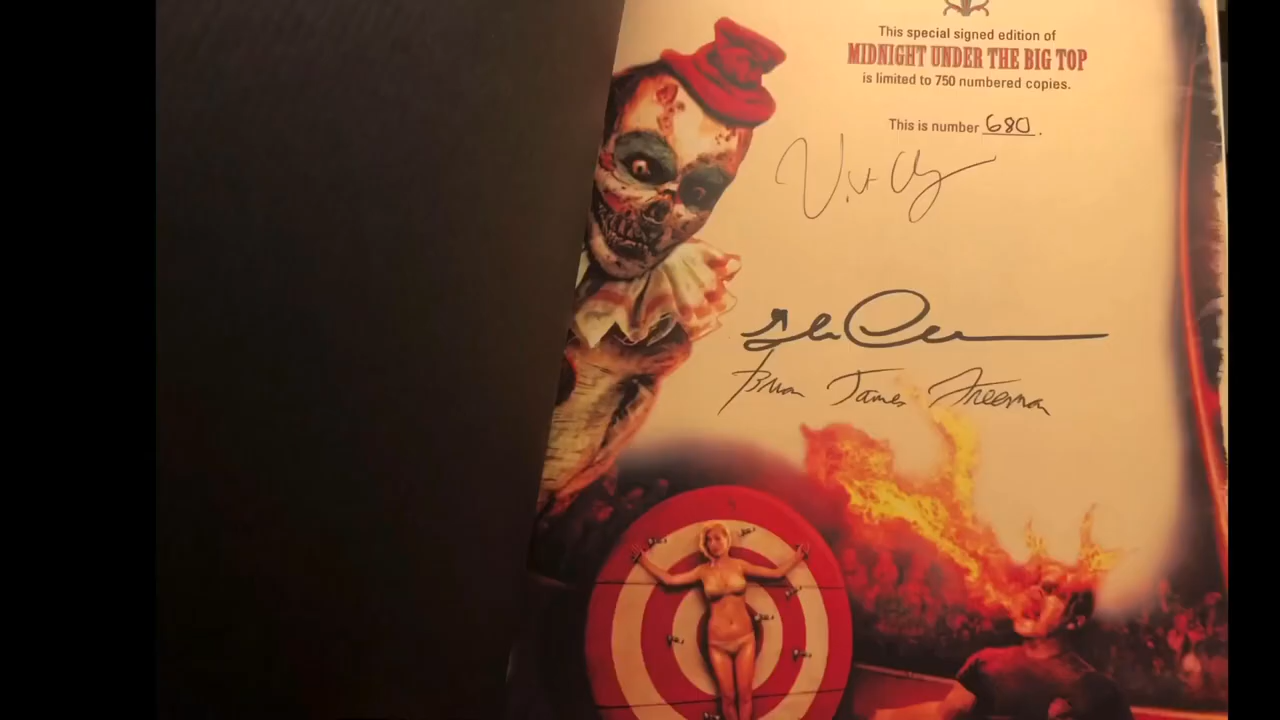 This special signed edition of
MIDNIGHT UNDER THE BIG TOP
is limited to 750 numbered copies.
This is number 680.
Brian James Freeman